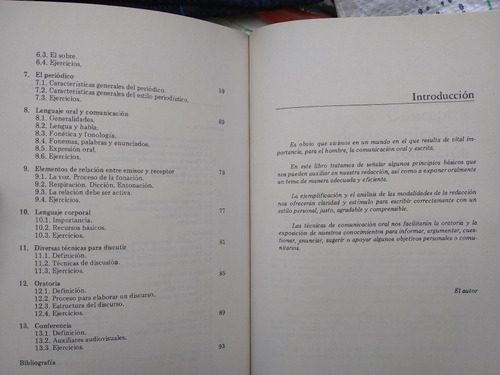 6.3. El sobre.
6.4. Ejercicios.
7. El periódico
7.1. Características generales del periódico.
7.2. Características generales del estilo periodístico,
7.3. Ejercicios. 59
8. Lenguaje oral y comunicación
8.1. Generalidades. 69
8.2. Lengua y habla.
8.3. Fonética y fonología.
8.4. Fonemas, palabras y enunciados.
8.5. Expresión oral.
8.6. Ejercicios.
9. Elementos de relación entre emisor y receptor 73
9.1. La voz. Proceso de la fonación.
9.2. Respiración. Dicción. Entonación.
9.3. La relación debe ser activa.
9.4. Ejercicios.
10. Lenguaje corporal 77
10.1. Importancia.
10.2. Recursos básicos.
10.3. Ejercicios.
11. Diversas técnicas para discutir 81
11.1. Definición.
11.2. Técnicas de discusión.
11.3. Ejercicios. 85
12. Oratoria
12.1. Definición.
12.2. Proceso para elaborar un discurso.
12.3. Estructura del discurso.
12.4. Ejercicios. 89
13. Conferencia
13.1. Definición.
13.2. Auxiliares audiovisuales.
13.3. Ejercicios. 93
Bibliografía
Introducción
Es obvio que vivimos en un mundo en el que resulta de vital
importancia, para el hombre, la comunicación oral y escrita.
En este libro tratamos de señalar algunos principios básicos que
nos pueden auxiliar en nuestra redacción, así como a exponer oralmente
un tema de manera adecuada y eficiente.
La ejemplificación y el análisis de las modalidades de la redacción
nos ofrecerán claridad y estímulo para escribir correctamente con un
estilo personal, justo, agradable y comprensible.
Las técnicas de comunicación oral nos facilitarán la oratoria y la
exposición de nuestros conocimientos para informar, argumentar, cues-
tionar, enunciar, sugerir o apoyar algunos objetivos personales o comu-
nitarios.
El autor